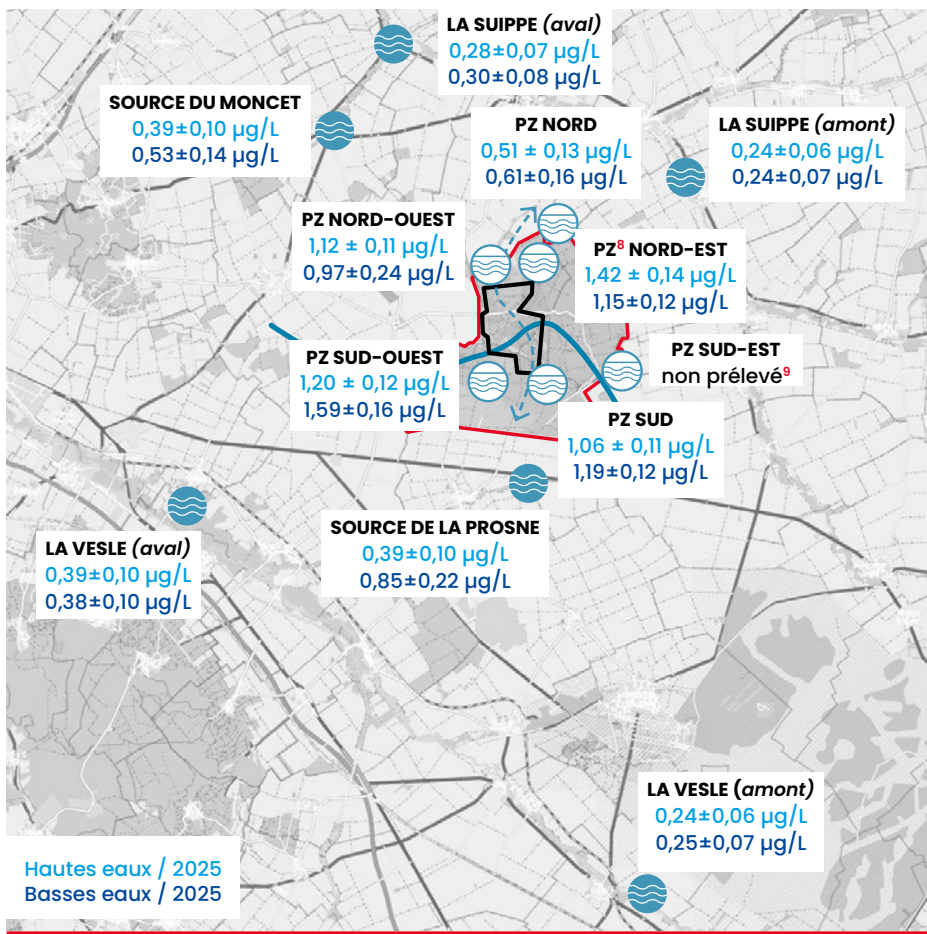 LA SUIPPE (aval)
0,28±0,07 µg/L
0,30±0,08 µg/L
SOURCE DU MONCET
0,39±0,10 µg/L
0,53±0,14 µg/L
PZ NORD
0,51 ± 0,13 µg/L
0,61±0,16 µg/L
LA SUIPPE (amont)
0,24±0,06 µg/L
0,24±0,07 µg/L
PZ NORD-OUEST
1,12 ± 0,11 µg/L
0,97±0,24 µg/L
PZ⁸ NORD-EST
1,42 ± 0,14 µg/L
1,15±0,12 µg/L
PZ SUD-OUEST
1,20 ± 0,12 µg/L
1,59±0,16 µg/L
PZ SUD-EST
non prélevé⁹
PZ SUD
1,06 ± 0,11 µg/L
1,19±0,12 µg/L
SOURCE DE LA PROSNE
0,39±0,10 µg/L
0,85±0,22 µg/L
LA VESLE (aval)
0,39±0,10 µg/L
0,38±0,10 µg/L
LA VESLE (amont)
0,24±0,06 µg/L
0,25±0,07 µg/L
Hautes eaux / 2025
Basses eaux / 2025